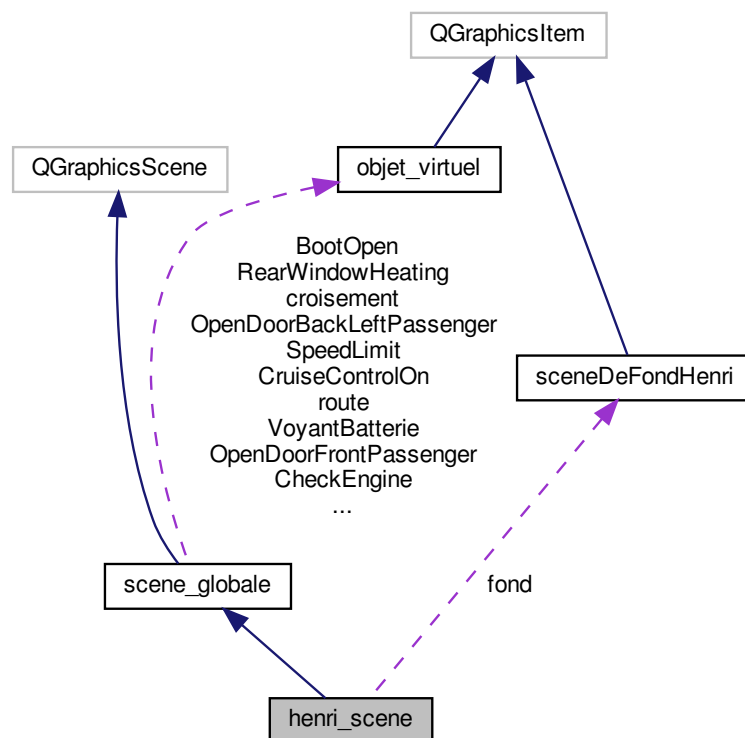 QGraphicsItem
QGraphicsScene
objet_virtuel
BootOpen
RearWindowHeating
croisement
OpenDoorBackLeftPassenger
SpeedLimit
CruiseControlOn
route
VoyantBatterie
OpenDoorFrontPassenger
CheckEngine
...
sceneDeFondHenri
scene_globale
fond
henri_scene